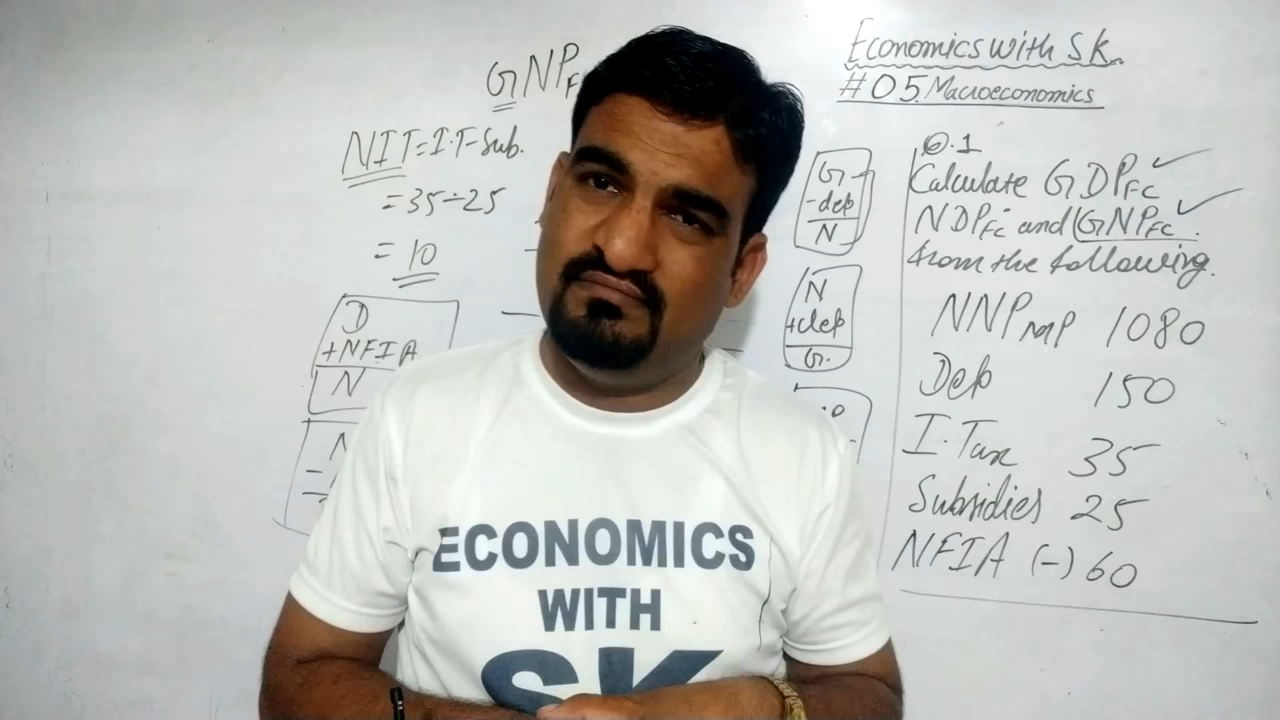 Economics with SK
#05 Macroeconomics
GNP
NIT = I.T - Sub.
= 35 - 25
= 10
D
+NFIA
N
G
-dep
N
N
+dep
G
Q.1
Calculate GDPFC
NDPFC and GNPFC.
from the following.
NNPMP 1080
Dep 150
I.Tax 35
Subsidies 25
NFIA (-) 60
ECONOMICS
WITH
SK